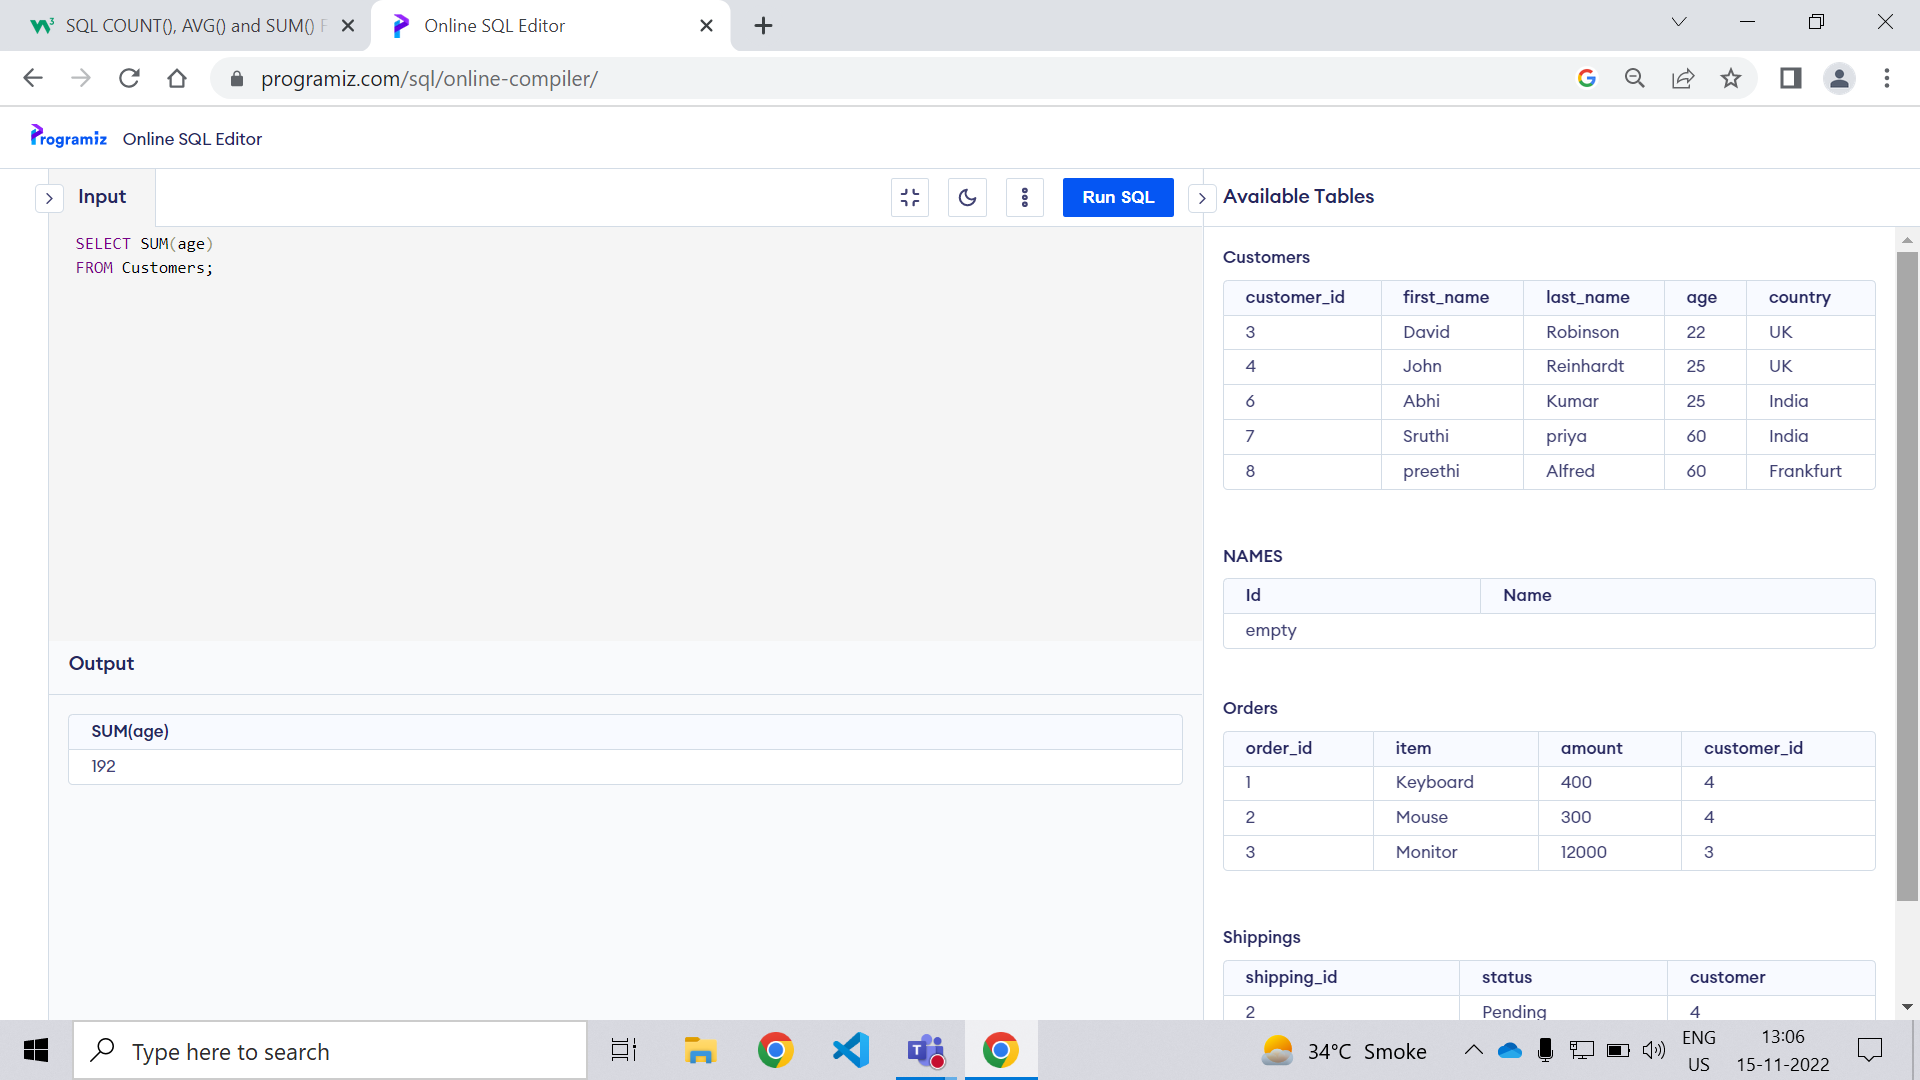 SQL COUNT(), AVG() and SUM() F
Online SQL Editor
programiz.com/sql/online-compiler/
Programiz Online SQL Editor
Input
Run SQL
SELECT SUM(age)
FROM Customers;
Output
SUM(age)
192
Available Tables
Customers
customer_id first_name last_name age country
3 David Robinson 22 UK
4 John Reinhardt 25 UK
6 Abhi Kumar 25 India
7 Sruthi priya 60 India
8 preethi Alfred 60 Frankfurt
NAMES
Id Name
empty
Orders
order_id item amount customer_id
1 Keyboard 400 4
2 Mouse 300 4
3 Monitor 12000 3
Shippings
shipping_id status customer
2 Pending 4
Type here to search
34°C Smoke
ENG
US
13:06
15-11-2022